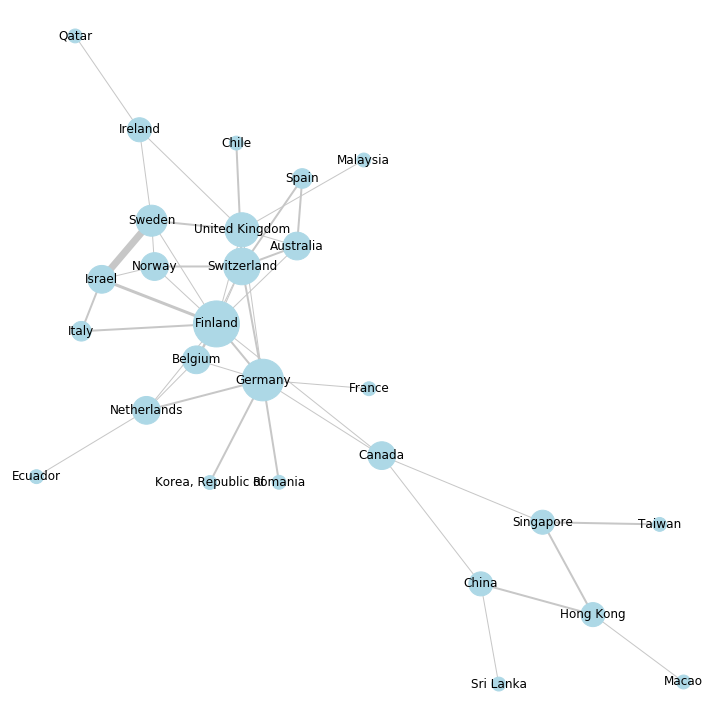 Qatar
Ireland
Chile
Malaysia
Spain
Sweden
United Kingdom
Australia
Norway
Switzerland
Israel
Finland
Italy
Belgium
Germany
France
Netherlands
Canada
Ecuador
Korea, Republic of
Romania
Singapore
Taiwan
China
Hong Kong
Sri Lanka
Macao